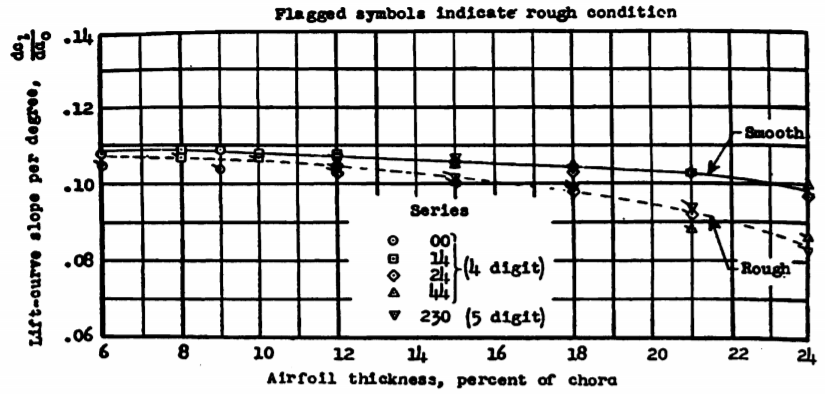 Flagged symbols indicate rough condition
Lift-curve slope per degree, dc_l/dα_o
.14
.12
.10
.08
.06
Smooth
Rough
Series
00
14
24
44
(4 digit)
230 (5 digit)
6 8 10 12 14 16 18 20 22 24
Airfoil thickness, percent of chord